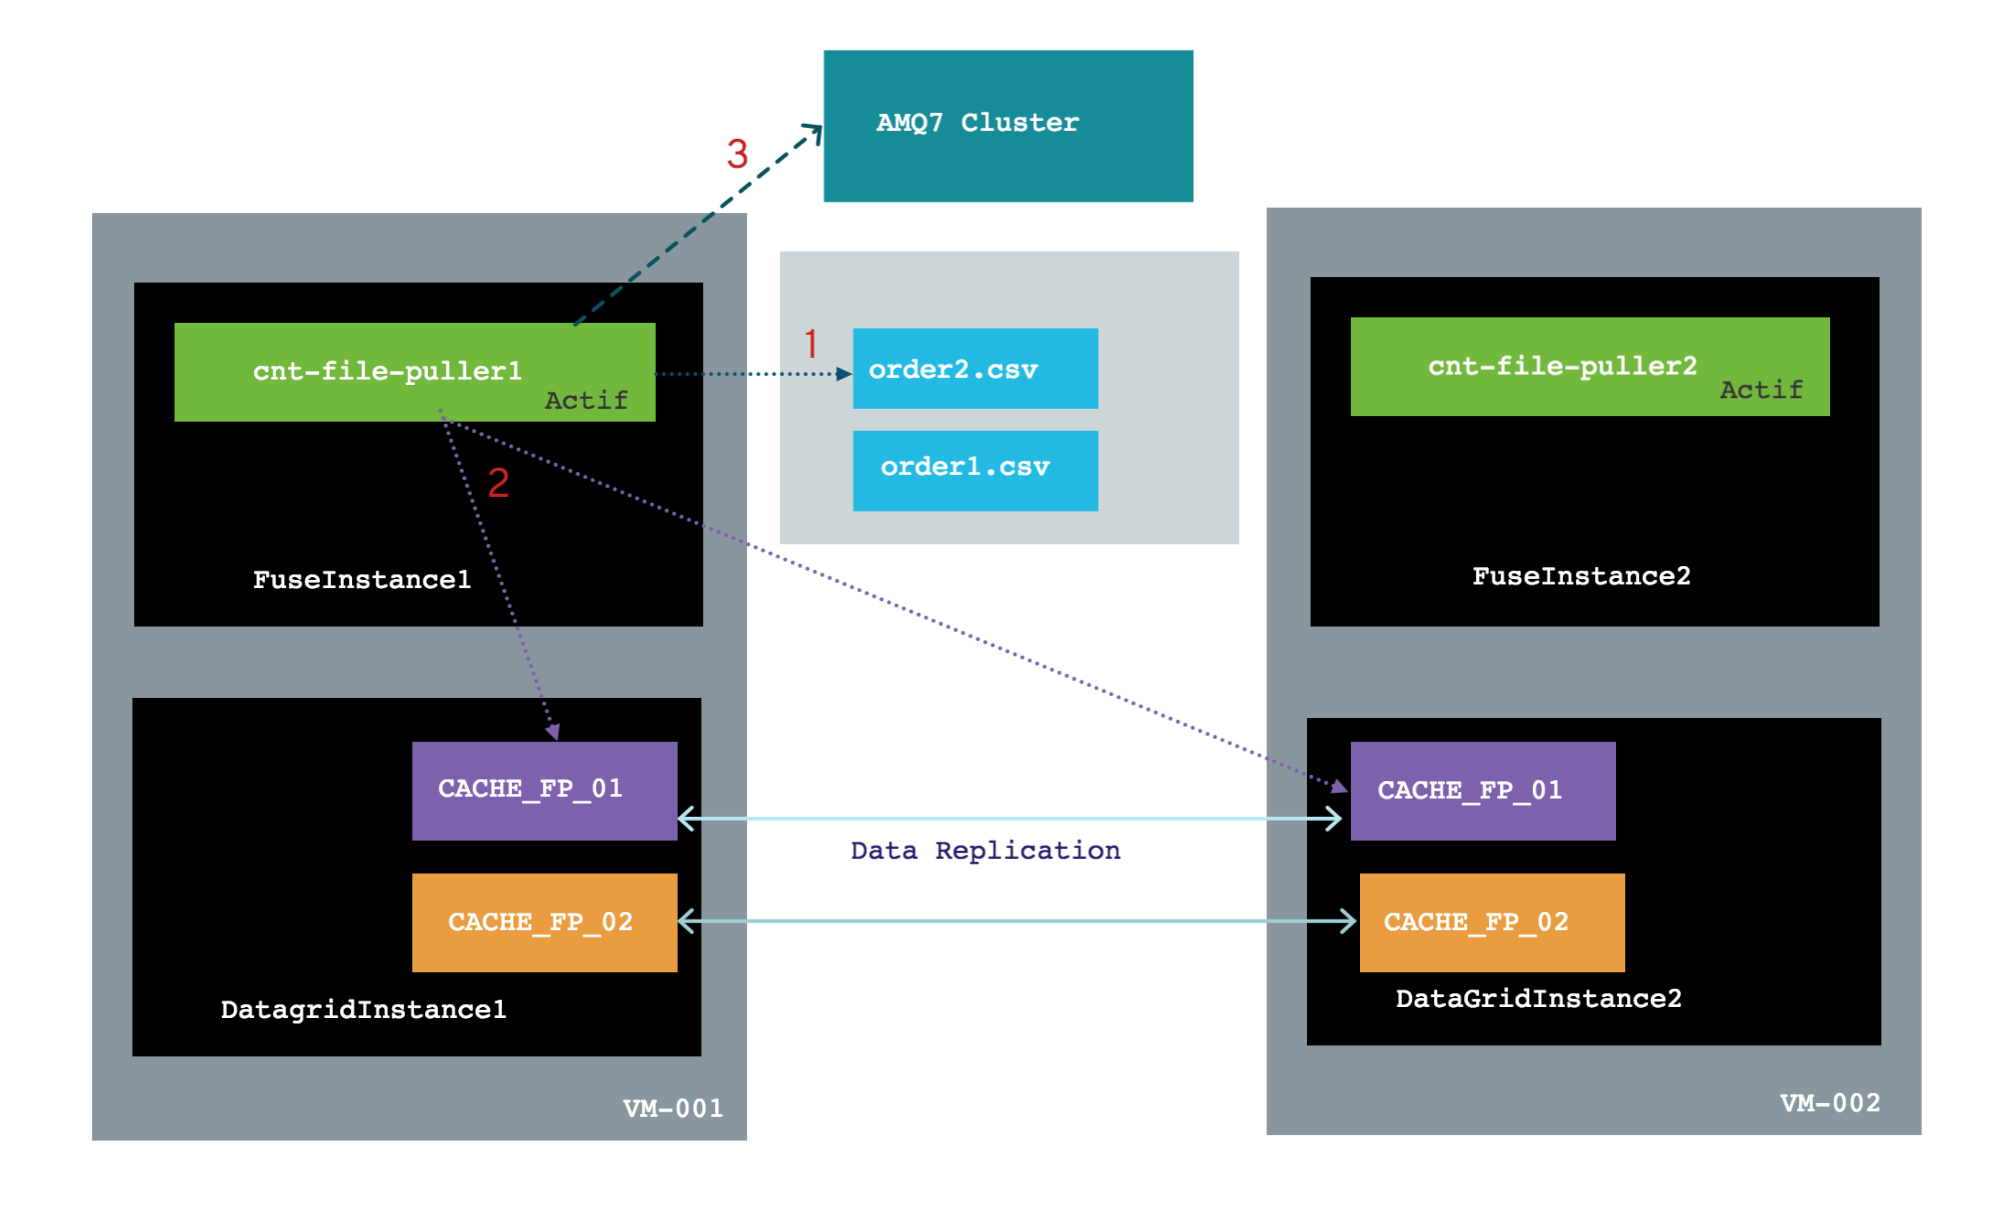 AMQ7 Cluster
3
cnt-file-puller1
Actif
1
order2.csv
order1.csv
cnt-file-puller2
Actif
2
FuseInstance1
FuseInstance2
CACHE_FP_01
CACHE_FP_01
Data Replication
CACHE_FP_02
CACHE_FP_02
DatagridInstance1
DataGridInstance2
VM-001
VM-002